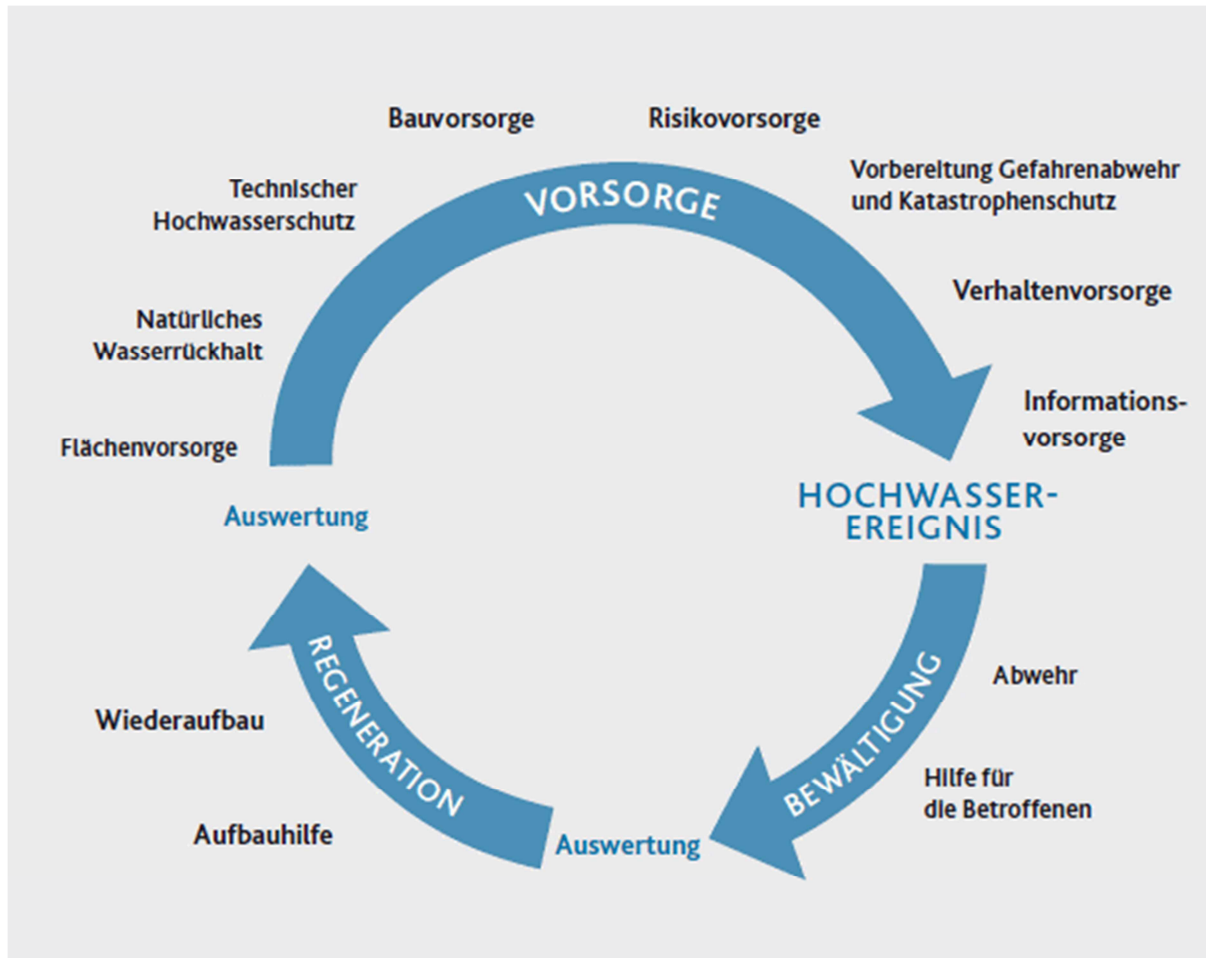 Bauvorsorge
Risikovorsorge
Technischer
Hochwasserschutz
VORSORGE
Vorbereitung Gefahrenabwehr
und Katastrophenschutz
Natürliches
Wasserrückhalt
Verhaltenvorsorge
Flächenvorsorge
Informations-
vorsorge
Auswertung
HOCHWASSER-
EREIGNIS
Abwehr
BEWÄLTIGUNG
Hilfe für
die Betroffenen
Auswertung
REGENERATION
Wiederaufbau
Aufbauhilfe